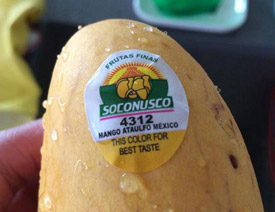 FRUTAS FINAS
SOCONUSCO
4312
MANGO ATAULFO MÉXICO
THIS COLOR FOR
BEST TASTE